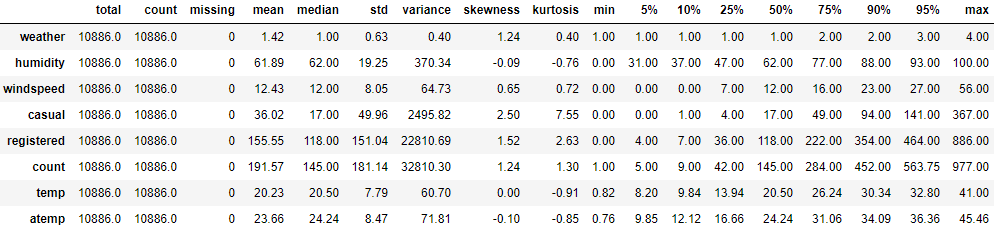 total count missing mean median std variance skewness kurtosis min 5% 10% 25% 50% 75% 90% 95% max
weather 10886.0 10886.0 0 1.42 1.00 0.63 0.40 1.24 0.40 1.00 1.00 1.00 1.00 1.00 2.00 2.00 3.00 4.00
humidity 10886.0 10886.0 0 61.89 62.00 19.25 370.34 -0.09 -0.76 0.00 31.00 37.00 47.00 62.00 77.00 88.00 93.00 100.00
windspeed 10886.0 10886.0 0 12.43 12.00 8.05 64.73 0.65 0.72 0.00 0.00 0.00 7.00 12.00 16.00 23.00 27.00 56.00
casual 10886.0 10886.0 0 36.02 17.00 49.96 2495.82 2.50 7.55 0.00 0.00 1.00 4.00 17.00 49.00 94.00 141.00 367.00
registered 10886.0 10886.0 0 155.55 118.00 151.04 22810.69 1.52 2.63 0.00 4.00 7.00 36.00 118.00 222.00 354.00 464.00 886.00
count 10886.0 10886.0 0 191.57 145.00 181.14 32810.30 1.24 1.30 1.00 5.00 9.00 42.00 145.00 284.00 452.00 563.75 977.00
temp 10886.0 10886.0 0 20.23 20.50 7.79 60.70 0.00 -0.91 0.82 8.20 9.84 13.94 20.50 26.24 30.34 32.80 41.00
atemp 10886.0 10886.0 0 23.66 24.24 8.47 71.81 -0.10 -0.85 0.76 9.85 12.12 16.66 24.24 31.06 34.09 36.36 45.46